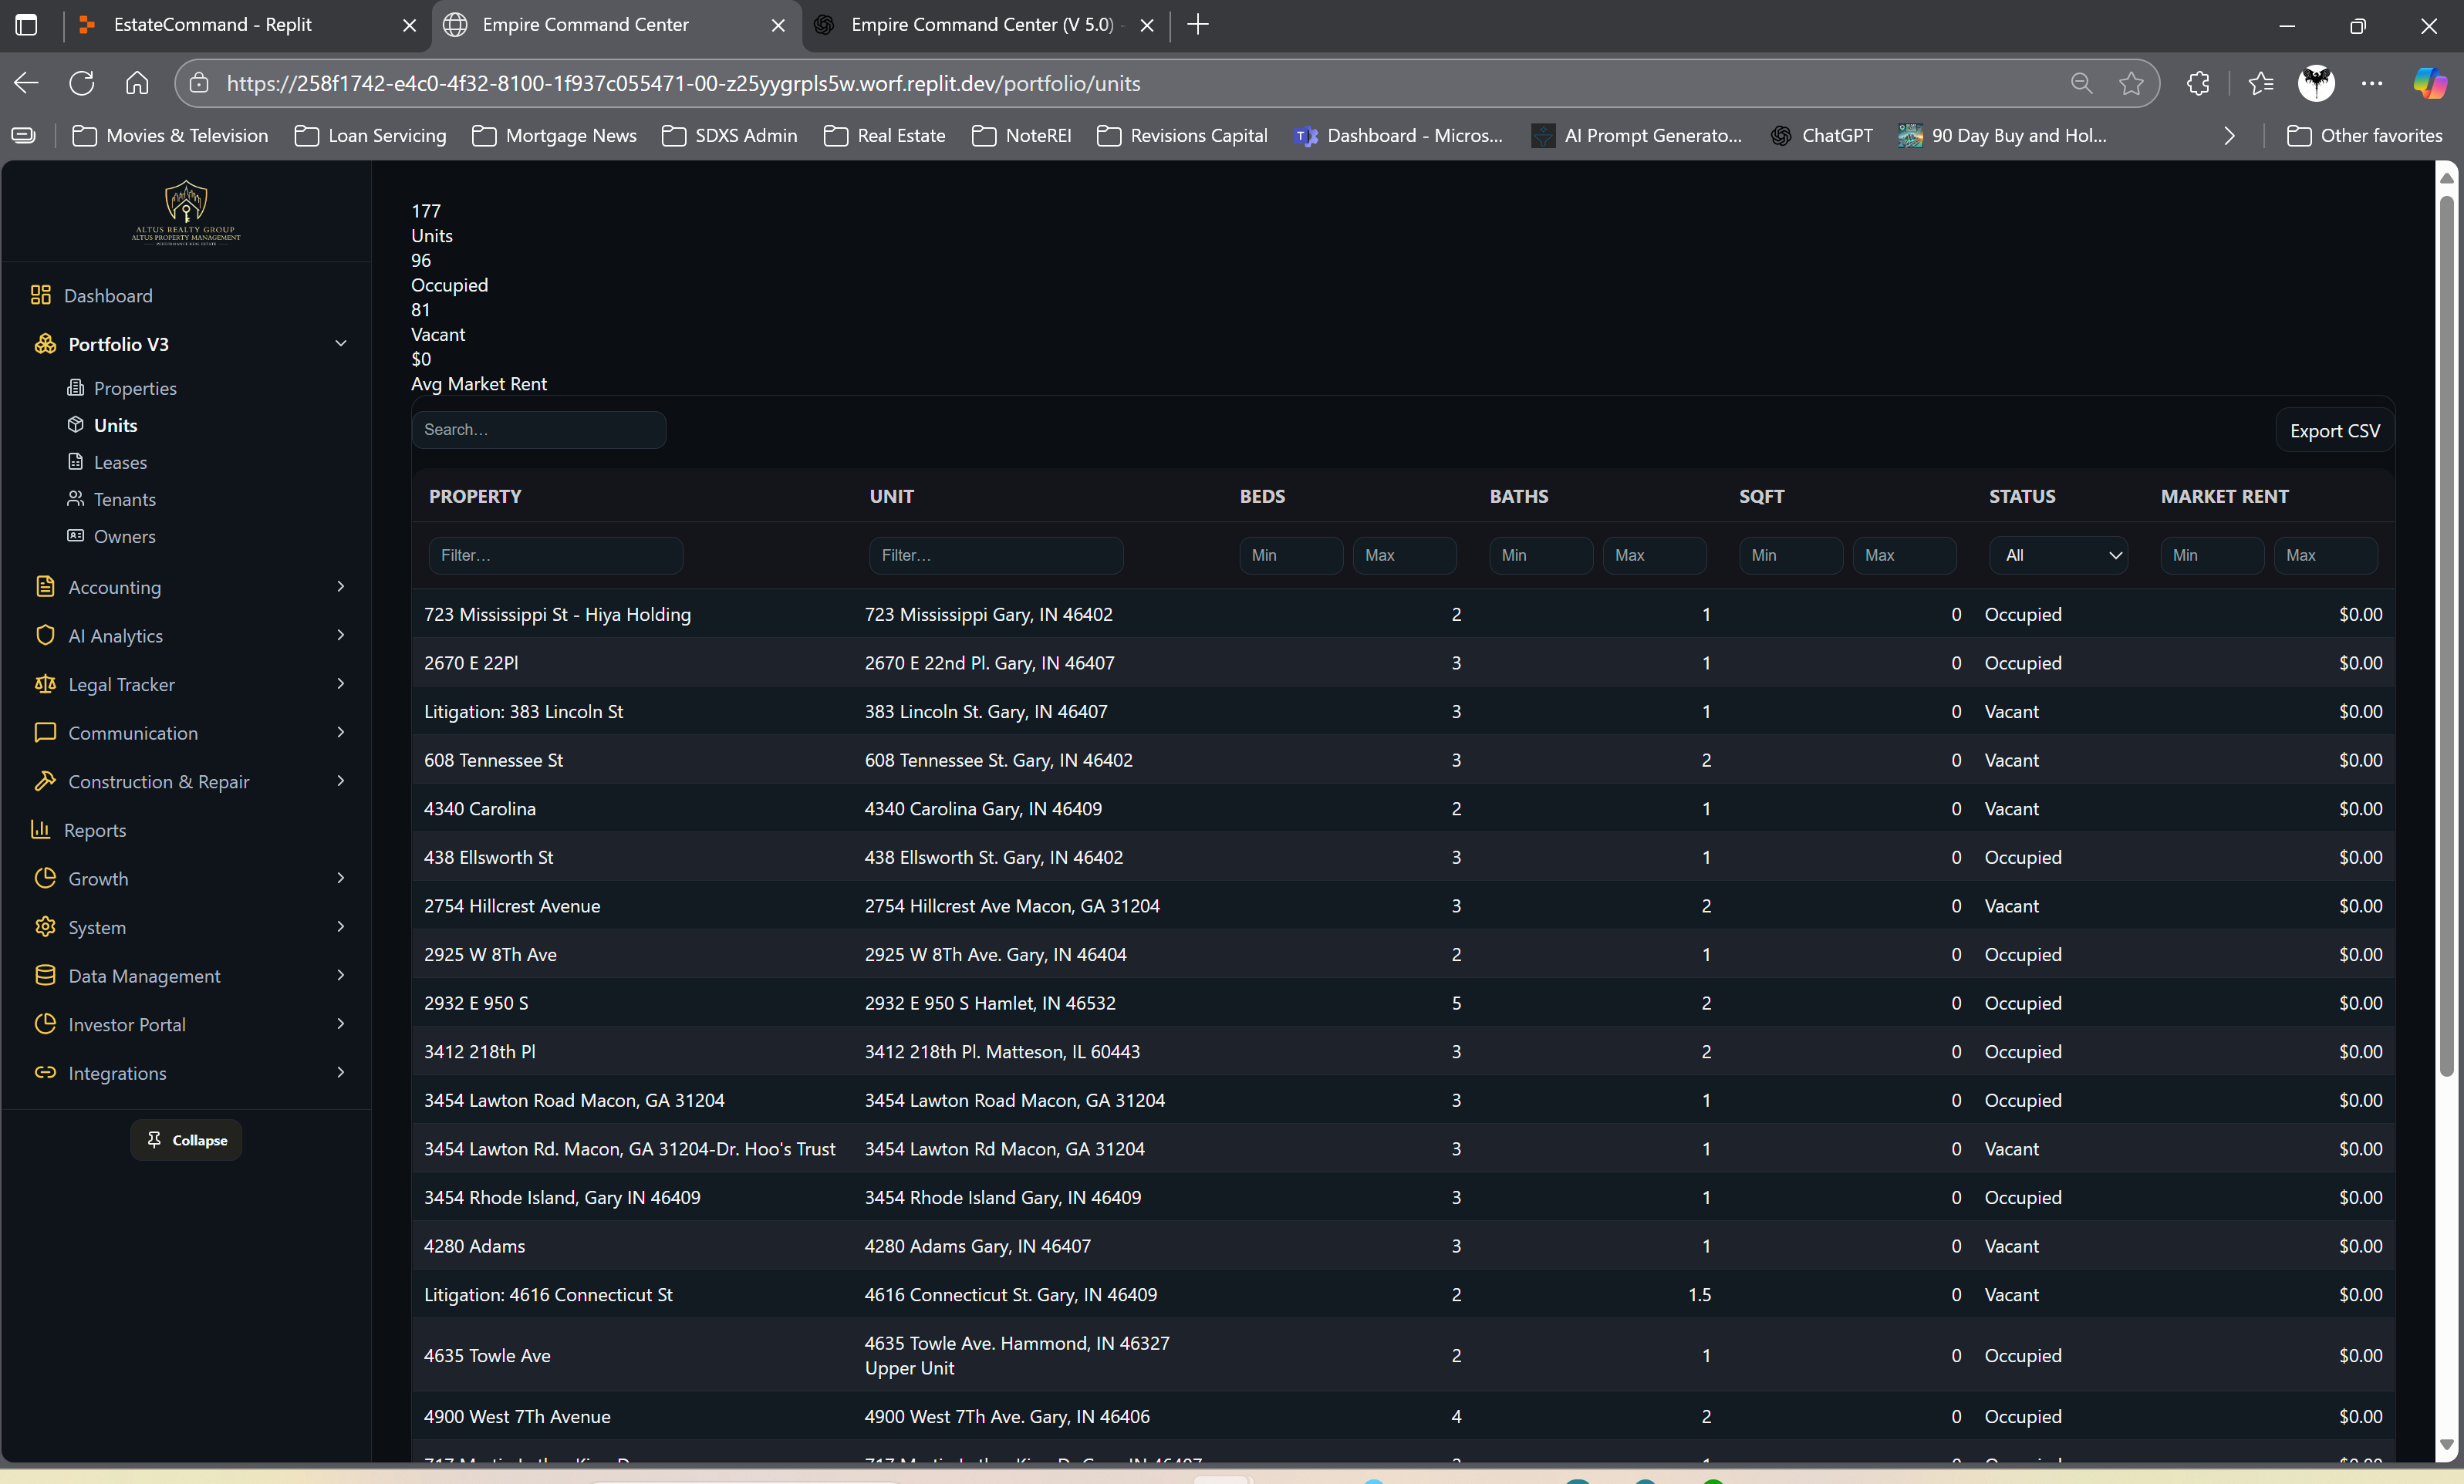 EstateCommand - Replit
Empire Command Center
Empire Command Center (V 5.0) -
https://258f1742-e4c0-4f32-8100-1f937c055471-00-z25yygrpls5w.worf.replit.dev/portfolio/units
Movies & Television
Loan Servicing
Mortgage News
SDXS Admin
Real Estate
NoteREI
Revisions Capital
Dashboard - Micros...
AI Prompt Generato...
ChatGPT
90 Day Buy and Hol...
Other favorites
ALTUS REALTY GROUP
ALTUS PROPERTY MANAGEMENT
Dashboard
Portfolio V3
Properties
Units
Leases
Tenants
Owners
Accounting
AI Analytics
Legal Tracker
Communication
Construction & Repair
Reports
Growth
System
Data Management
Investor Portal
Integrations
Collapse
177
Units
96
Occupied
81
Vacant
$0
Avg Market Rent
Search...
Export CSV
PROPERTY UNIT BEDS BATHS SQFT STATUS MARKET RENT
Filter... Filter... Min Max Min Max Min Max All Min Max
723 Mississippi St - Hiya Holding 723 Mississippi Gary, IN 46402 2 1 0 Occupied $0.00
2670 E 22Pl 2670 E 22nd Pl. Gary, IN 46407 3 1 0 Occupied $0.00
Litigation: 383 Lincoln St 383 Lincoln St. Gary, IN 46407 3 1 0 Vacant $0.00
608 Tennessee St 608 Tennessee St. Gary, IN 46402 3 2 0 Vacant $0.00
4340 Carolina 4340 Carolina Gary, IN 46409 2 1 0 Vacant $0.00
438 Ellsworth St 438 Ellsworth St. Gary, IN 46402 3 1 0 Occupied $0.00
2754 Hillcrest Avenue 2754 Hillcrest Ave Macon, GA 31204 3 2 0 Vacant $0.00
2925 W 8Th Ave 2925 W 8Th Ave. Gary, IN 46404 2 1 0 Occupied $0.00
2932 E 950 S 2932 E 950 S Hamlet, IN 46532 5 2 0 Occupied $0.00
3412 218th Pl 3412 218th Pl. Matteson, IL 60443 3 2 0 Occupied $0.00
3454 Lawton Road Macon, GA 31204 3454 Lawton Road Macon, GA 31204 3 1 0 Occupied $0.00
3454 Lawton Rd. Macon, GA 31204-Dr. Hoo's Trust 3454 Lawton Rd Macon, GA 31204 3 1 0 Vacant $0.00
3454 Rhode Island, Gary IN 46409 3454 Rhode Island Gary, IN 46409 3 1 0 Occupied $0.00
4280 Adams 4280 Adams Gary, IN 46407 3 1 0 Vacant $0.00
Litigation: 4616 Connecticut St 4616 Connecticut St. Gary, IN 46409 2 1.5 0 Vacant $0.00
4635 Towle Ave 4635 Towle Ave. Hammond, IN 46327
Upper Unit 2 1 0 Occupied $0.00
4900 West 7Th Avenue 4900 West 7Th Ave. Gary, IN 46406 4 2 0 Occupied $0.00